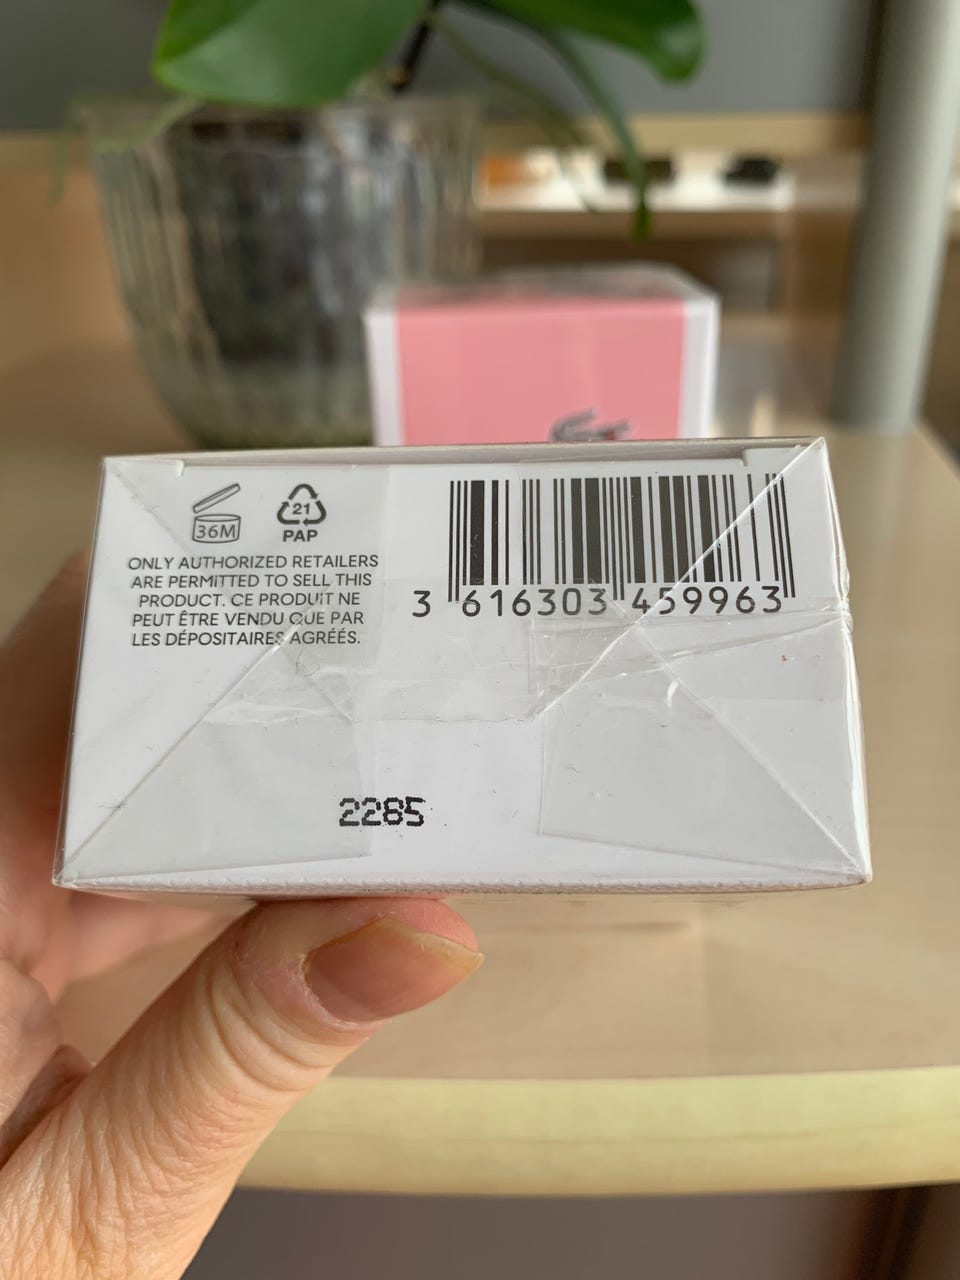 36M
21
PAP
ONLY AUTHORIZED RETAILERS
ARE PERMITTED TO SELL THIS
PRODUCT. CE PRODUIT NE
PEUT ÊTRE VENDU QUE PAR
LES DÉPOSITAIRES AGRÉÉS.
3 616303 459963
2285